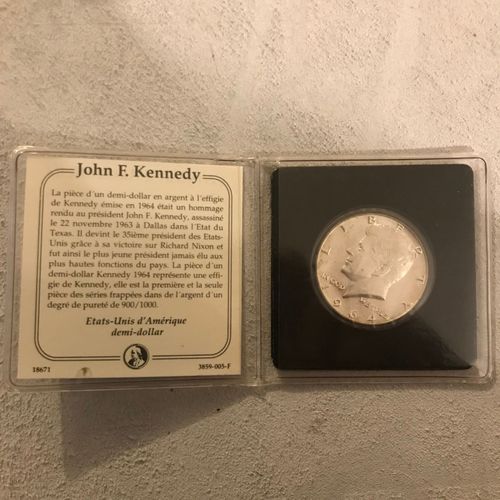 John F. Kennedy
La pièce d'un demi-dollar en argent à l'effigie
de Kennedy émise en 1964 était un hommage
rendu au président John F. Kennedy, assassiné
le 22 novembre 1963 à Dallas dans l'Etat du
Texas. Il devint le 35ième président des Etats-
Unis grâce à sa victoire sur Richard Nixon et
fut ainsi le plus jeune président jamais élu aux
plus hautes fonctions du pays. La pièce d'un
demi-dollar Kennedy 1964 représente une effi-
gie de Kennedy, elle est la première et la seule
pièce des séries frappées dans de l'argent d'un
degré de pureté de 900/1000.
Etats-Unis d'Amérique
demi-dollar
18671
3859-005-F
LIBERTY
1964